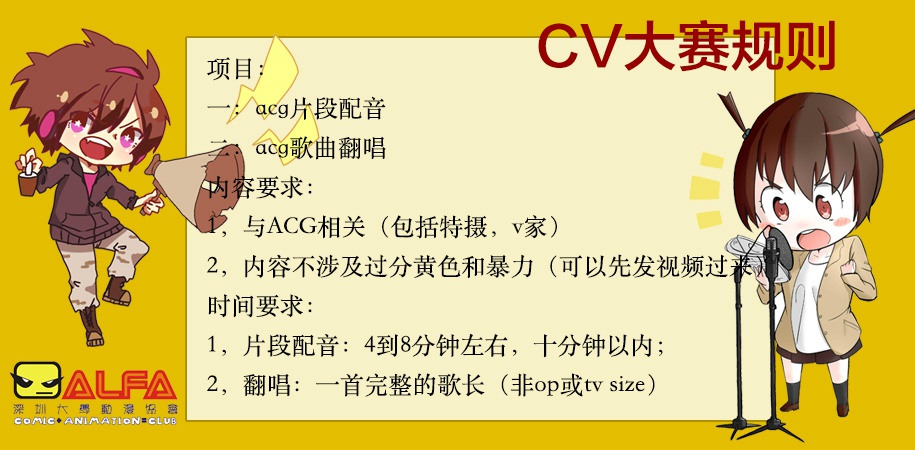 CV大赛规则
项目：
一：acg片段配音
二：acg歌曲翻唱
内容要求：
1，与ACG相关（包括特摄，v家）
2，内容不涉及过分黄色和暴力（可以先发视频过来）
时间要求：
1，片段配音：4到8分钟左右，十分钟以内；
2，翻唱：一首完整的歌长（非op或tv size）
ALFA
深圳大學動漫協會
COMIC+ANIMATION=CLUB